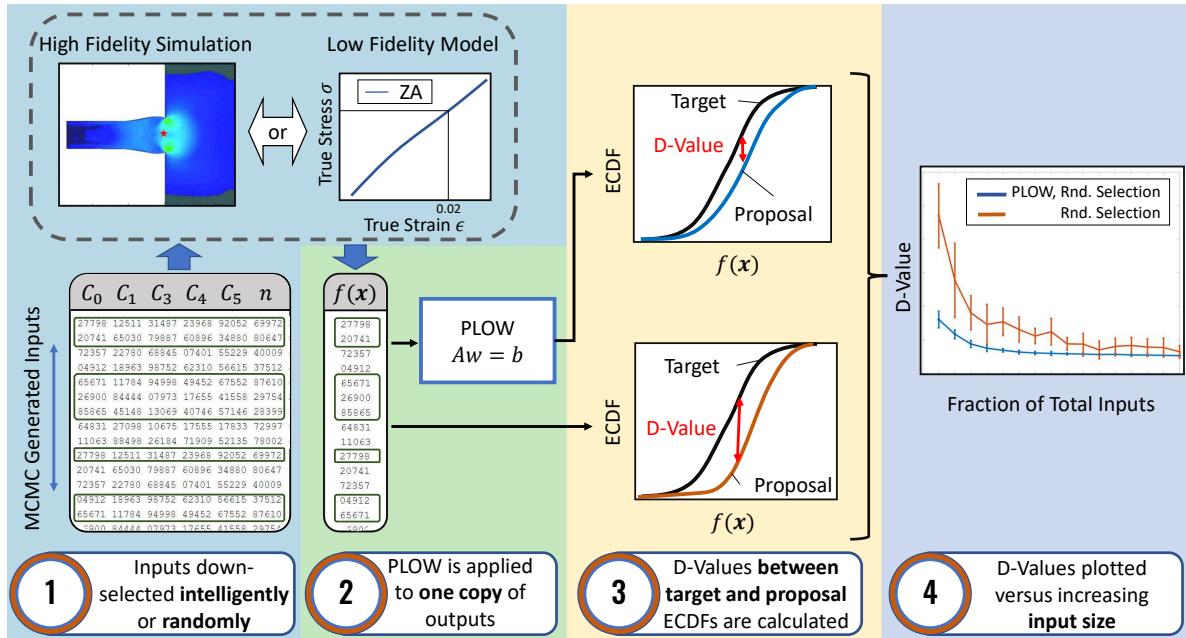 High Fidelity Simulation
or
Low Fidelity Model
ZA
True Stress σ
0.02
True Strain ϵ
MCMC Generated Inputs
C0 C1 C3 C4 C5 n
27798 12511 31487 23968 92052 69972
20741 65030 79887 60896 34880 80647
72357 22780 68845 07401 55229 40009
04912 18963 98752 62310 56615 37512
65671 11784 94998 49452 67552 87610
26900 84444 07973 17655 41558 29754
85865 45148 13069 40746 57146 28399
64831 27098 10675 17555 17833 72997
11063 88498 26184 71909 52135 78002
27798 12511 31487 23968 92052 69972
20741 65030 79887 60896 34880 80647
72357 22780 68845 07401 55229 40009
04912 18963 98752 62310 56615 37512
65671 11784 94998 49452 67552 87610
84444 07973 17655 41558
f(x)
27798
20741
72357
04912
65671
26900
85865
64831
11063
27798
20741
72357
04912
65671
PLOW
Aw = b
ECDF
Target
D-Value
Proposal
f(x)
ECDF
Target
D-Value
Proposal
f(x)
D-Value
PLOW, Rnd. Selection
Rnd. Selection
Fraction of Total Inputs
1
Inputs down-
selected intelligently
or randomly
2
PLOW is applied
to one copy of
outputs
3
D-Values between
target and proposal
ECDFs are calculated
4
D-Values plotted
versus increasing
input size